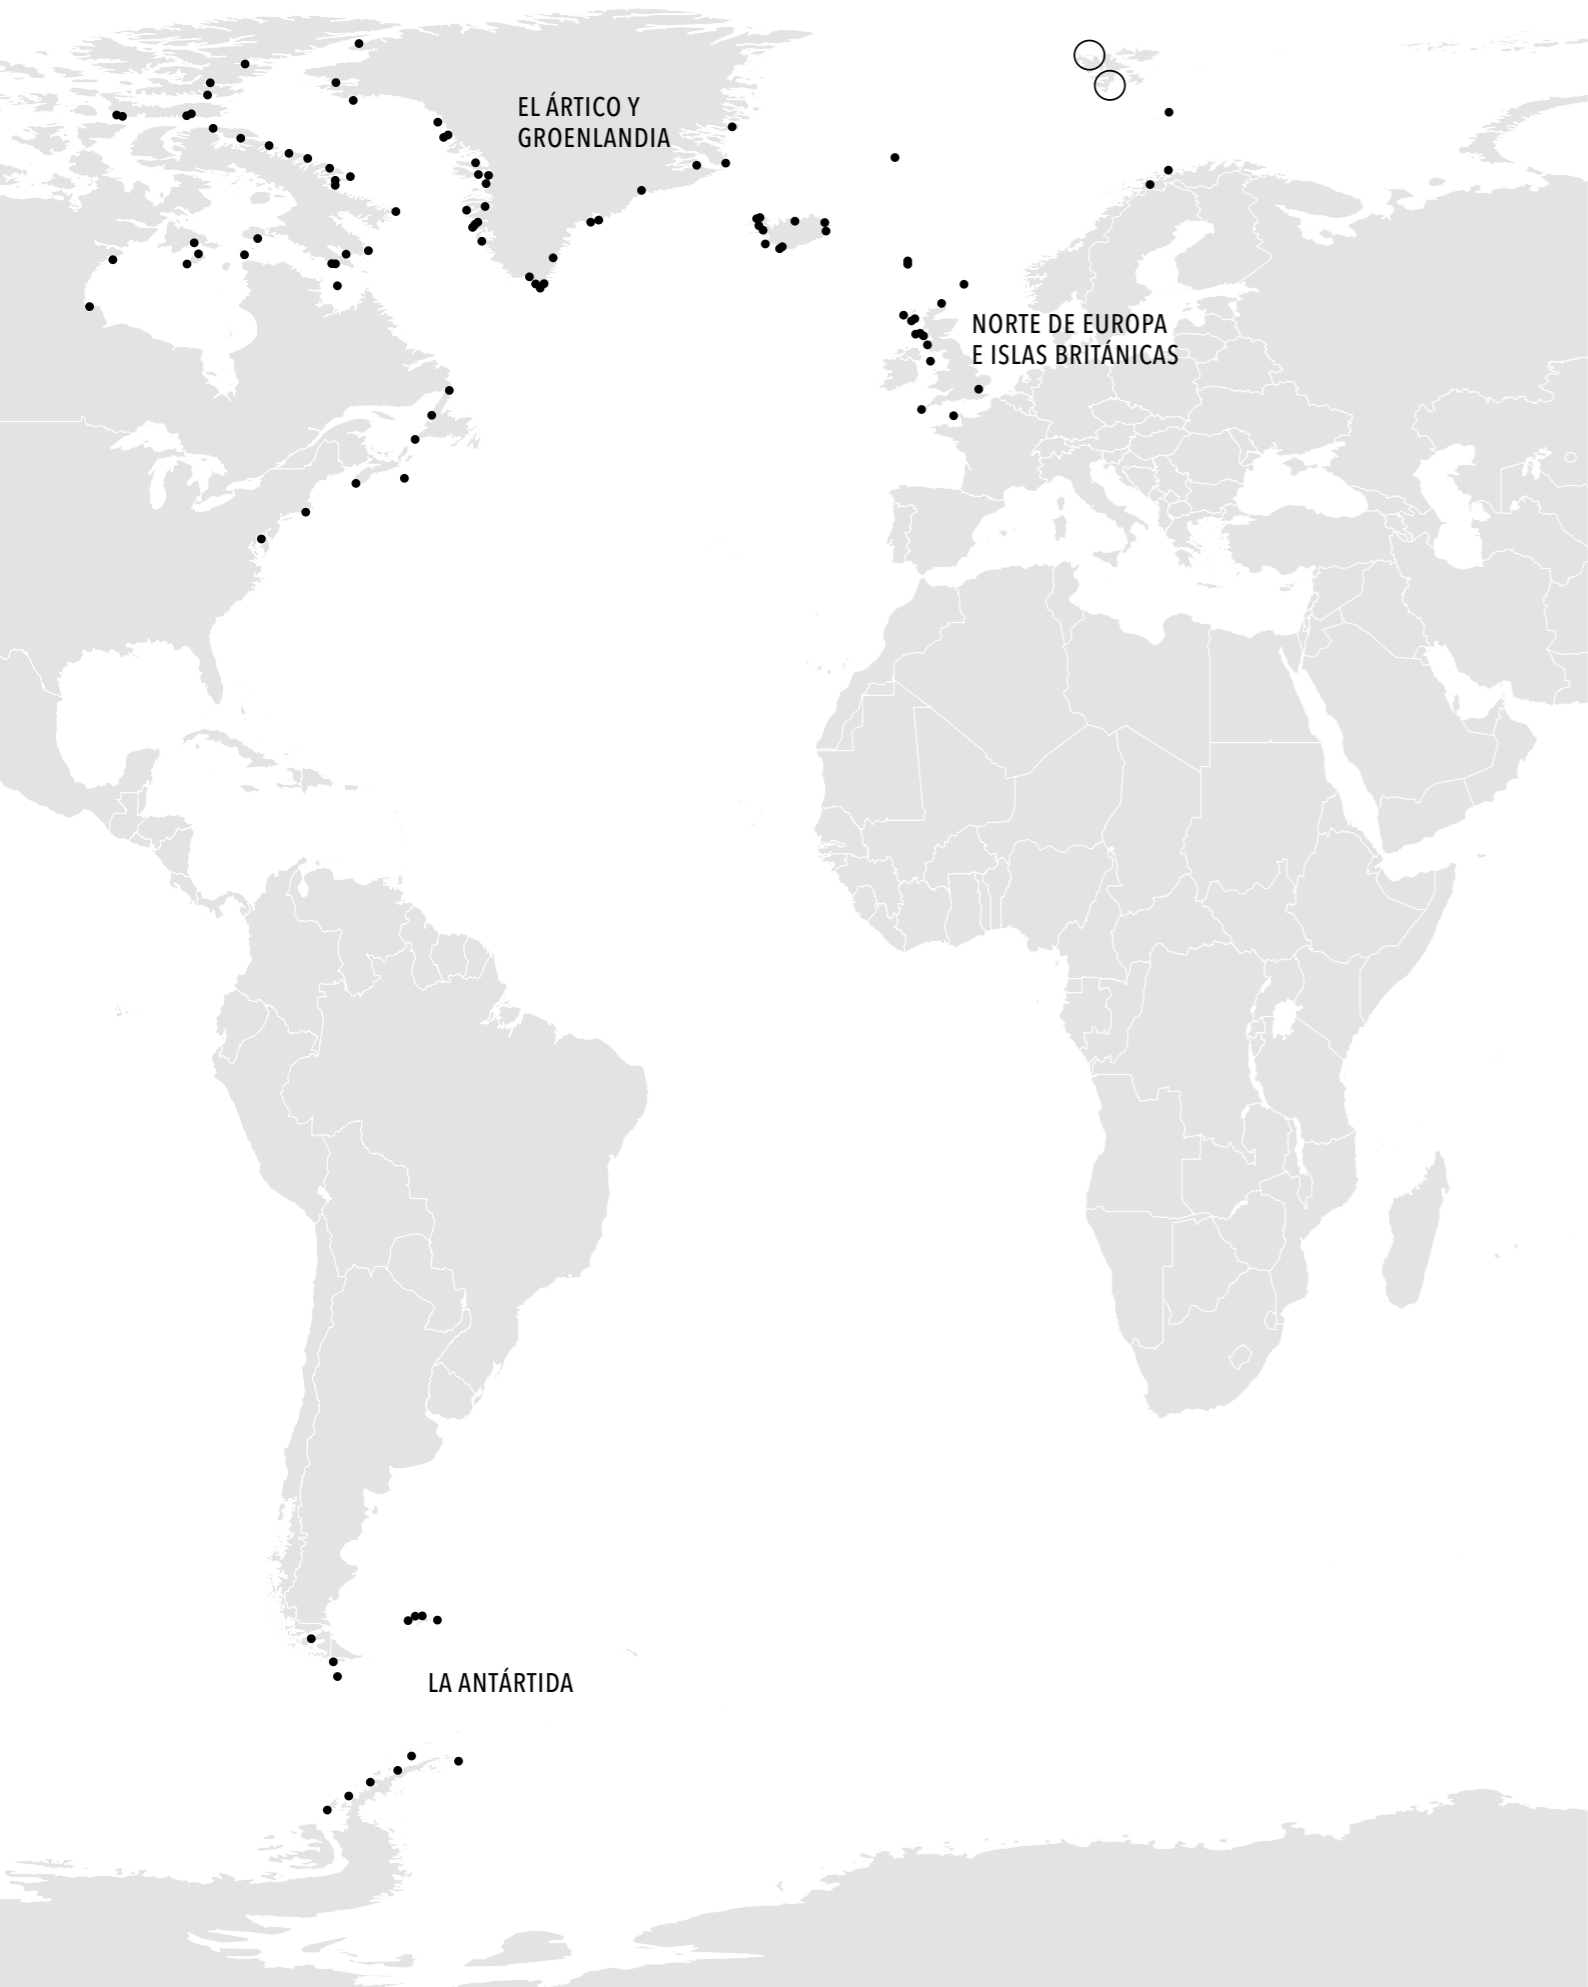 EL ÁRTICO Y
GROENLANDIA
NORTE DE EUROPA
E ISLAS BRITÁNICAS
LA ANTÁRTIDA